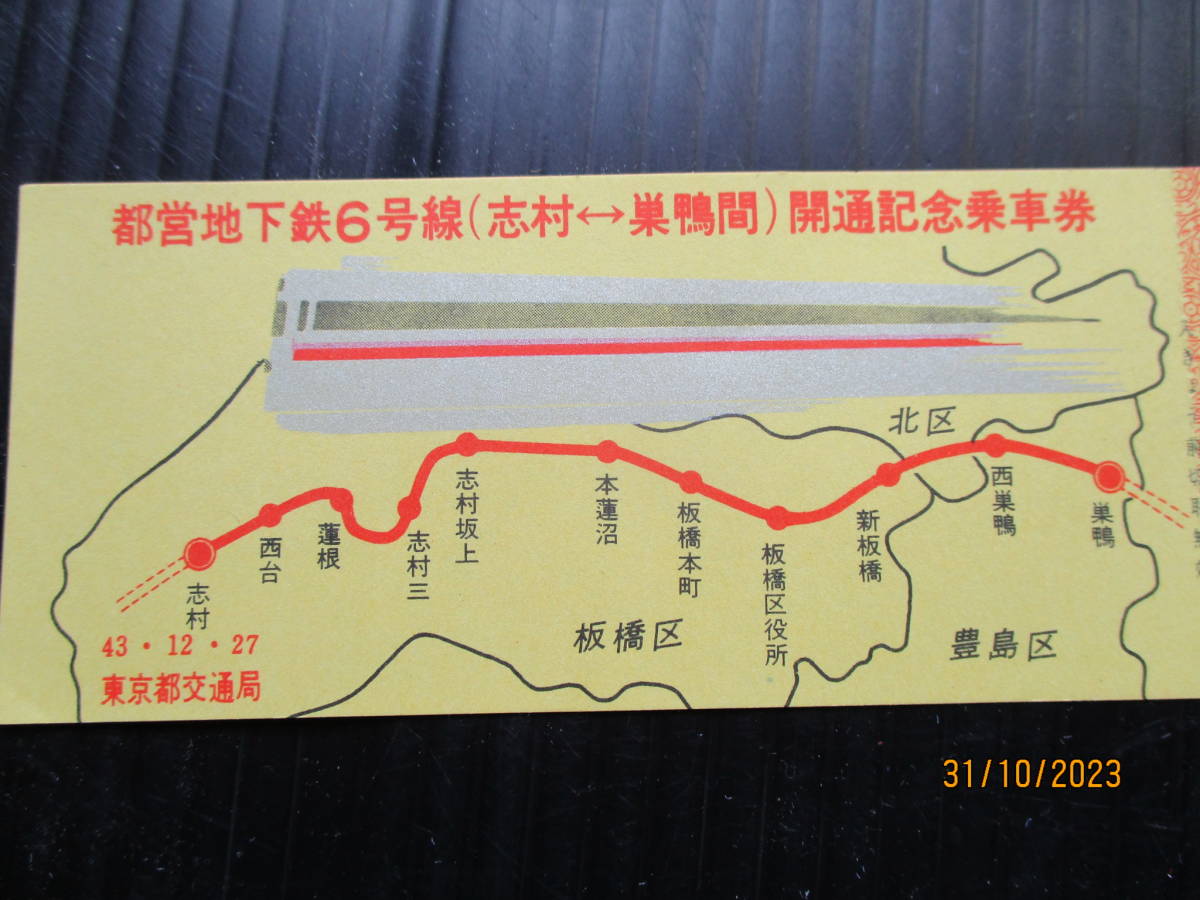 都営地下鉄6号線(志村↔巣鴨間)開通記念乗車券
北区
志村
西台
蓮根
志村三
志村坂上
本蓮沼
板橋本町
板橋区役所
新板橋
西巣鴨
巣鴨
板橋区
豊島区
43・12・27
東京都交通局
31/10/2023